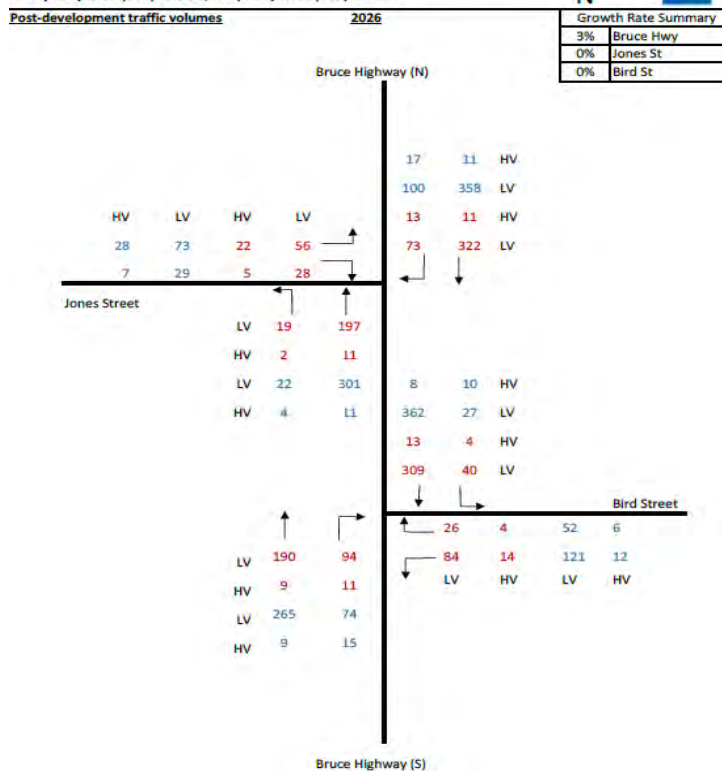 N
Post-development traffic volumes 2026 Growth Rate Summary
3% Bruce Hwy
0% Jones St
0% Bird St
Bruce Highway (N)
17 11 HV
100 358 LV
HV LV HV LV 13 11 HV
28 73 22 56 73 322 LV
7 29 5 28
Jones Street
LV 19 197
HV 2 11
LV 22 301 8 10 HV
HV 4 11 362 27 LV
13 4 HV
309 40 LV
Bird Street
26 4 52 6
LV 190 94 84 14 121 12
HV 9 11 LV HV LV HV
LV 265 74
HV 9 15
Bruce Highway (S)